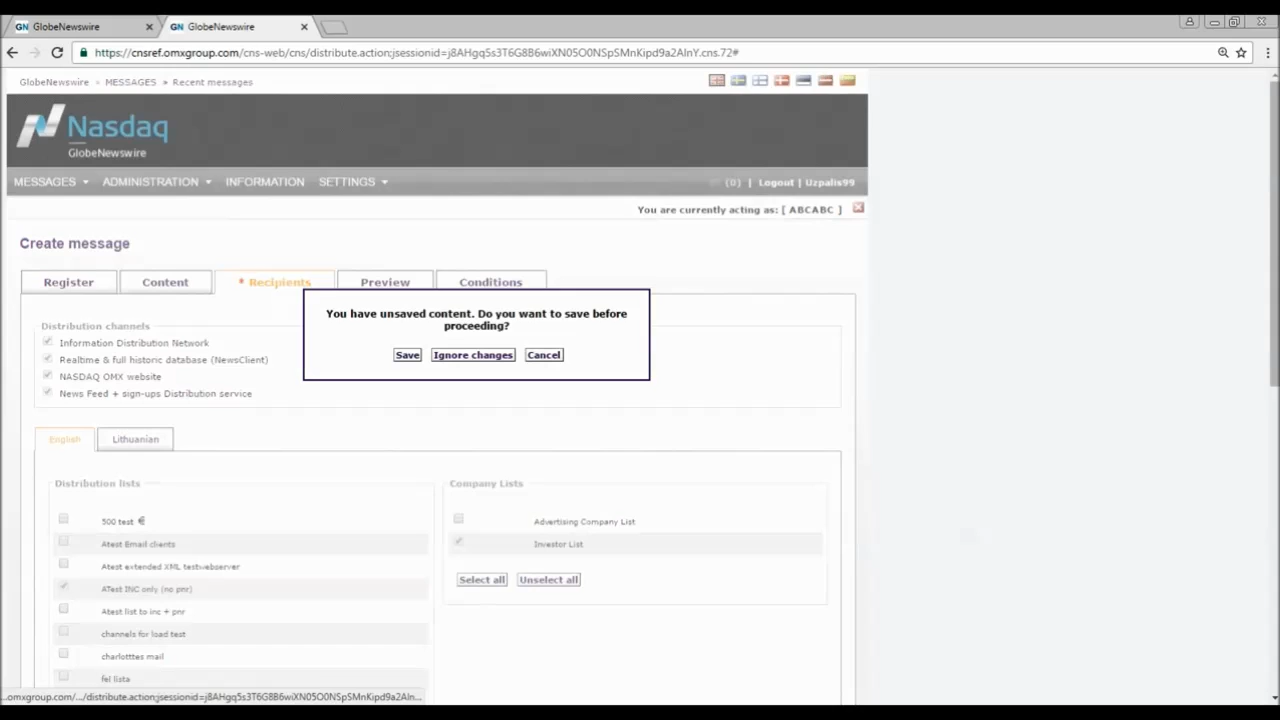 GN GlobeNewswire
GN GlobeNewswire
https://cnsref.omxgroup.com/cns-web/cns/distribute.action;jsessionid=j8AHgq5s3T6G8B6wiXN05O0NSpSMnKipd9a2AlnY.cns.72#
GlobeNewswire » MESSAGES » Recent messages
Nasdaq
GlobeNewswire
MESSAGES ADMINISTRATION INFORMATION SETTINGS (0) | Logout | Uzpalis99
You are currently acting as: [ ABCABC ]
Create message
Register Content * Recipients Preview Conditions
You have unsaved content. Do you want to save before
proceeding?
Save Ignore changes Cancel
Distribution channels
Information Distribution Network
Realtime & full historic database (NewsClient)
NASDAQ OMX website
News Feed + sign-ups Distribution service
English Lithuanian
Distribution lists
500 test €
Atest Email clients
Atest extended XML testwebserver
ATest INC only (no pnr)
Atest list to inc + pnr
channels for load test
charlotttes mail
fel lista
Company Lists
Advertising Company List
Investor List
Select all Unselect all
...omxgroup.com/.../distribute.action;jsessionid=j8AHgq5s3T6G8B6wiXN05O0NSpSMnKipd9a2Aln...